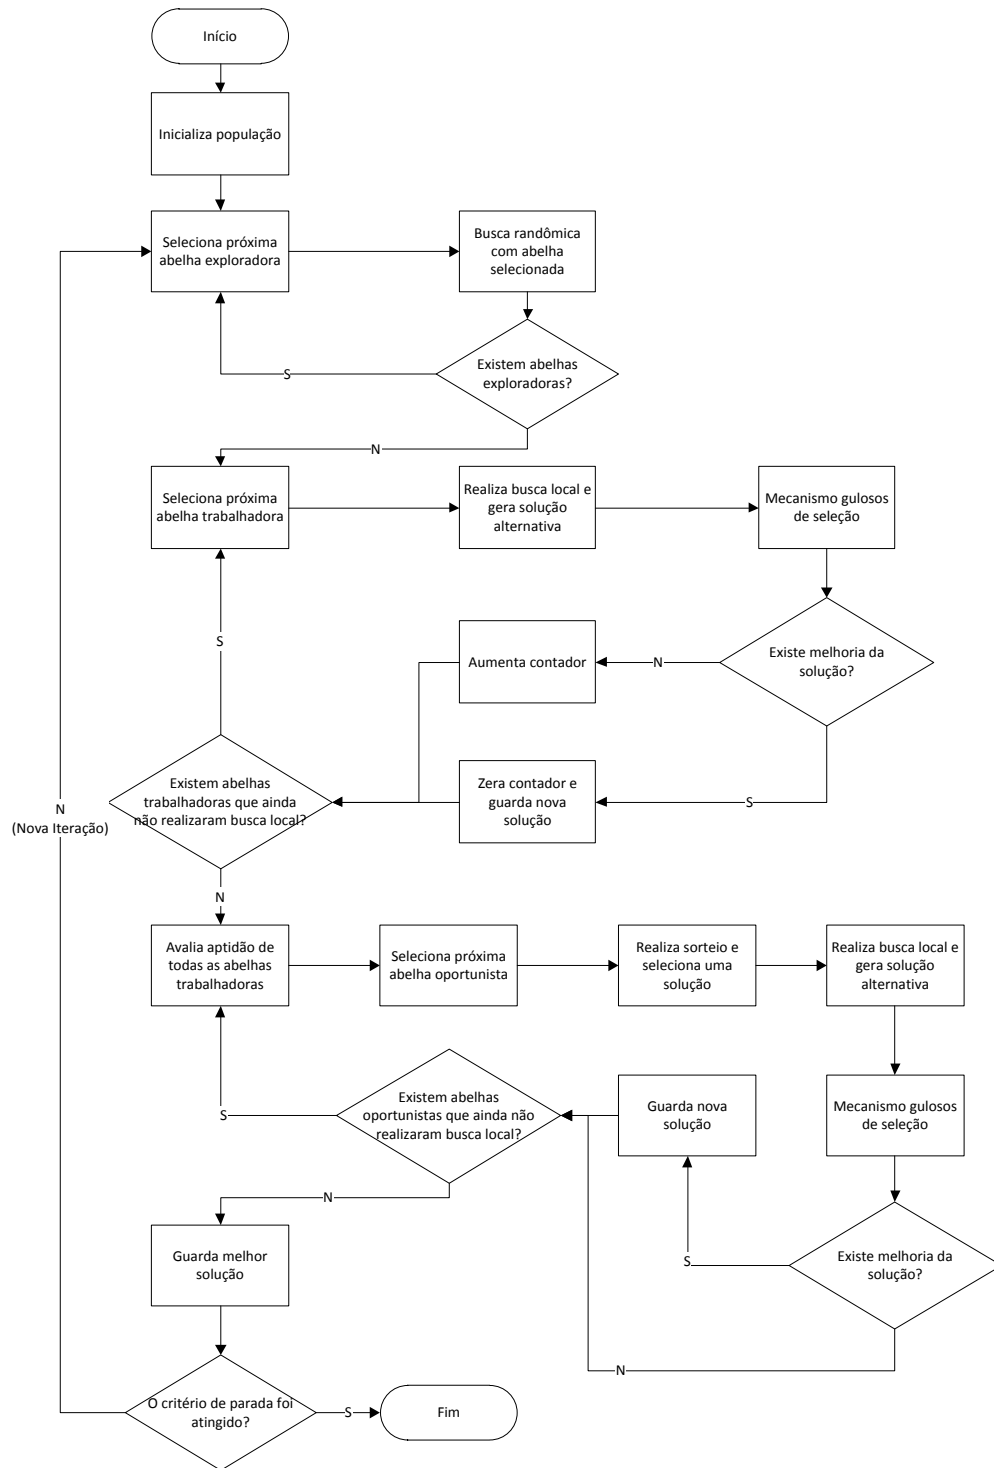 Início
Inicializa população
Seleciona próxima
abelha exploradora
Busca randômica
com abelha
selecionada
Existem abelhas
exploradoras?
S
N
Seleciona próxima
abelha trabalhadora
Realiza busca local e
gera solução
alternativa
Mecanismo gulosos
de seleção
S
Aumenta contador
N
Existe melhoria da
solução?
Existem abelhas
trabalhadoras que ainda
não realizaram busca local?
Zera contador e
guarda nova
solução
S
N
(Nova Iteração)
N
Avalia aptidão de
todas as abelhas
trabalhadoras
Seleciona próxima
abelha oportunista
Realiza sorteio e
seleciona uma
solução
Realiza busca local e
gera solução
alternativa
S
Existem abelhas
oportunistas que ainda não
realizaram busca local?
Guarda nova
solução
Mecanismo gulosos
de seleção
N
Guarda melhor
solução
S
Existe melhoria da
solução?
N
O critério de parada foi
atingido?
S
Fim